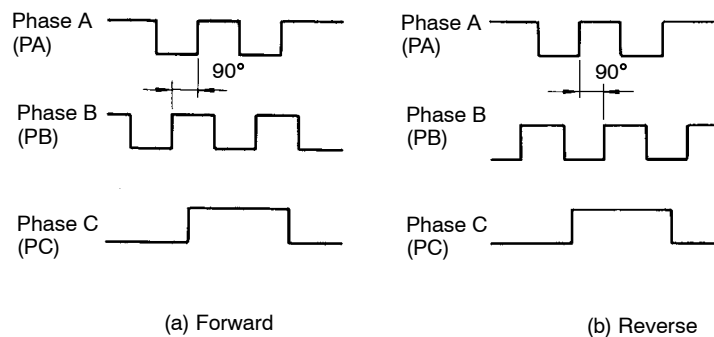 Phase A
(PA)
90°
Phase B
(PB)
Phase C
(PC)
(a) Forward
Phase A
(PA)
90°
Phase B
(PB)
Phase C
(PC)
(b) Reverse